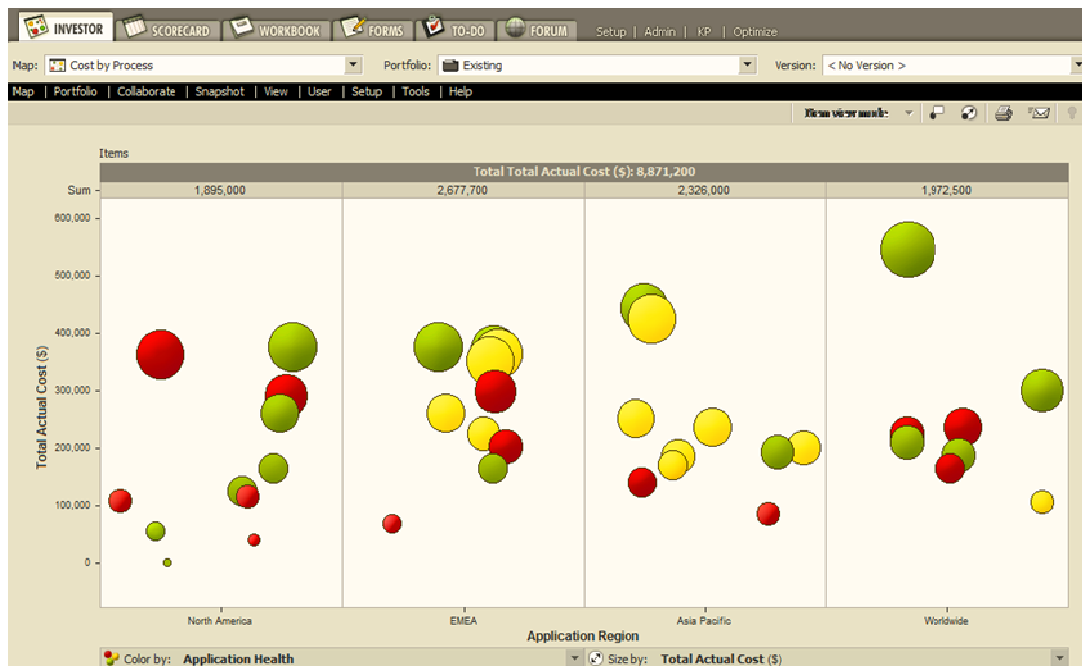 INVESTOR SCORECARD WORKBOOK FORMS TO-DO FORUM Setup | Admin | KP | Optimize
Map: Cost by Process Portfolio: Existing Version: < No Version >
Map | Portfolio | Collaborate | Snapshot | View | User | Setup | Tools | Help
Items
Total Total Actual Cost ($): 8,871,200
Sum 1,895,000 2,677,700 2,326,000 1,972,500
600,000
500,000
400,000
300,000
200,000
100,000
0
Total Actual Cost ($)
North America EMEA Asia Pacific Worldwide
Application Region
Color by: Application Health Size by: Total Actual Cost ($)